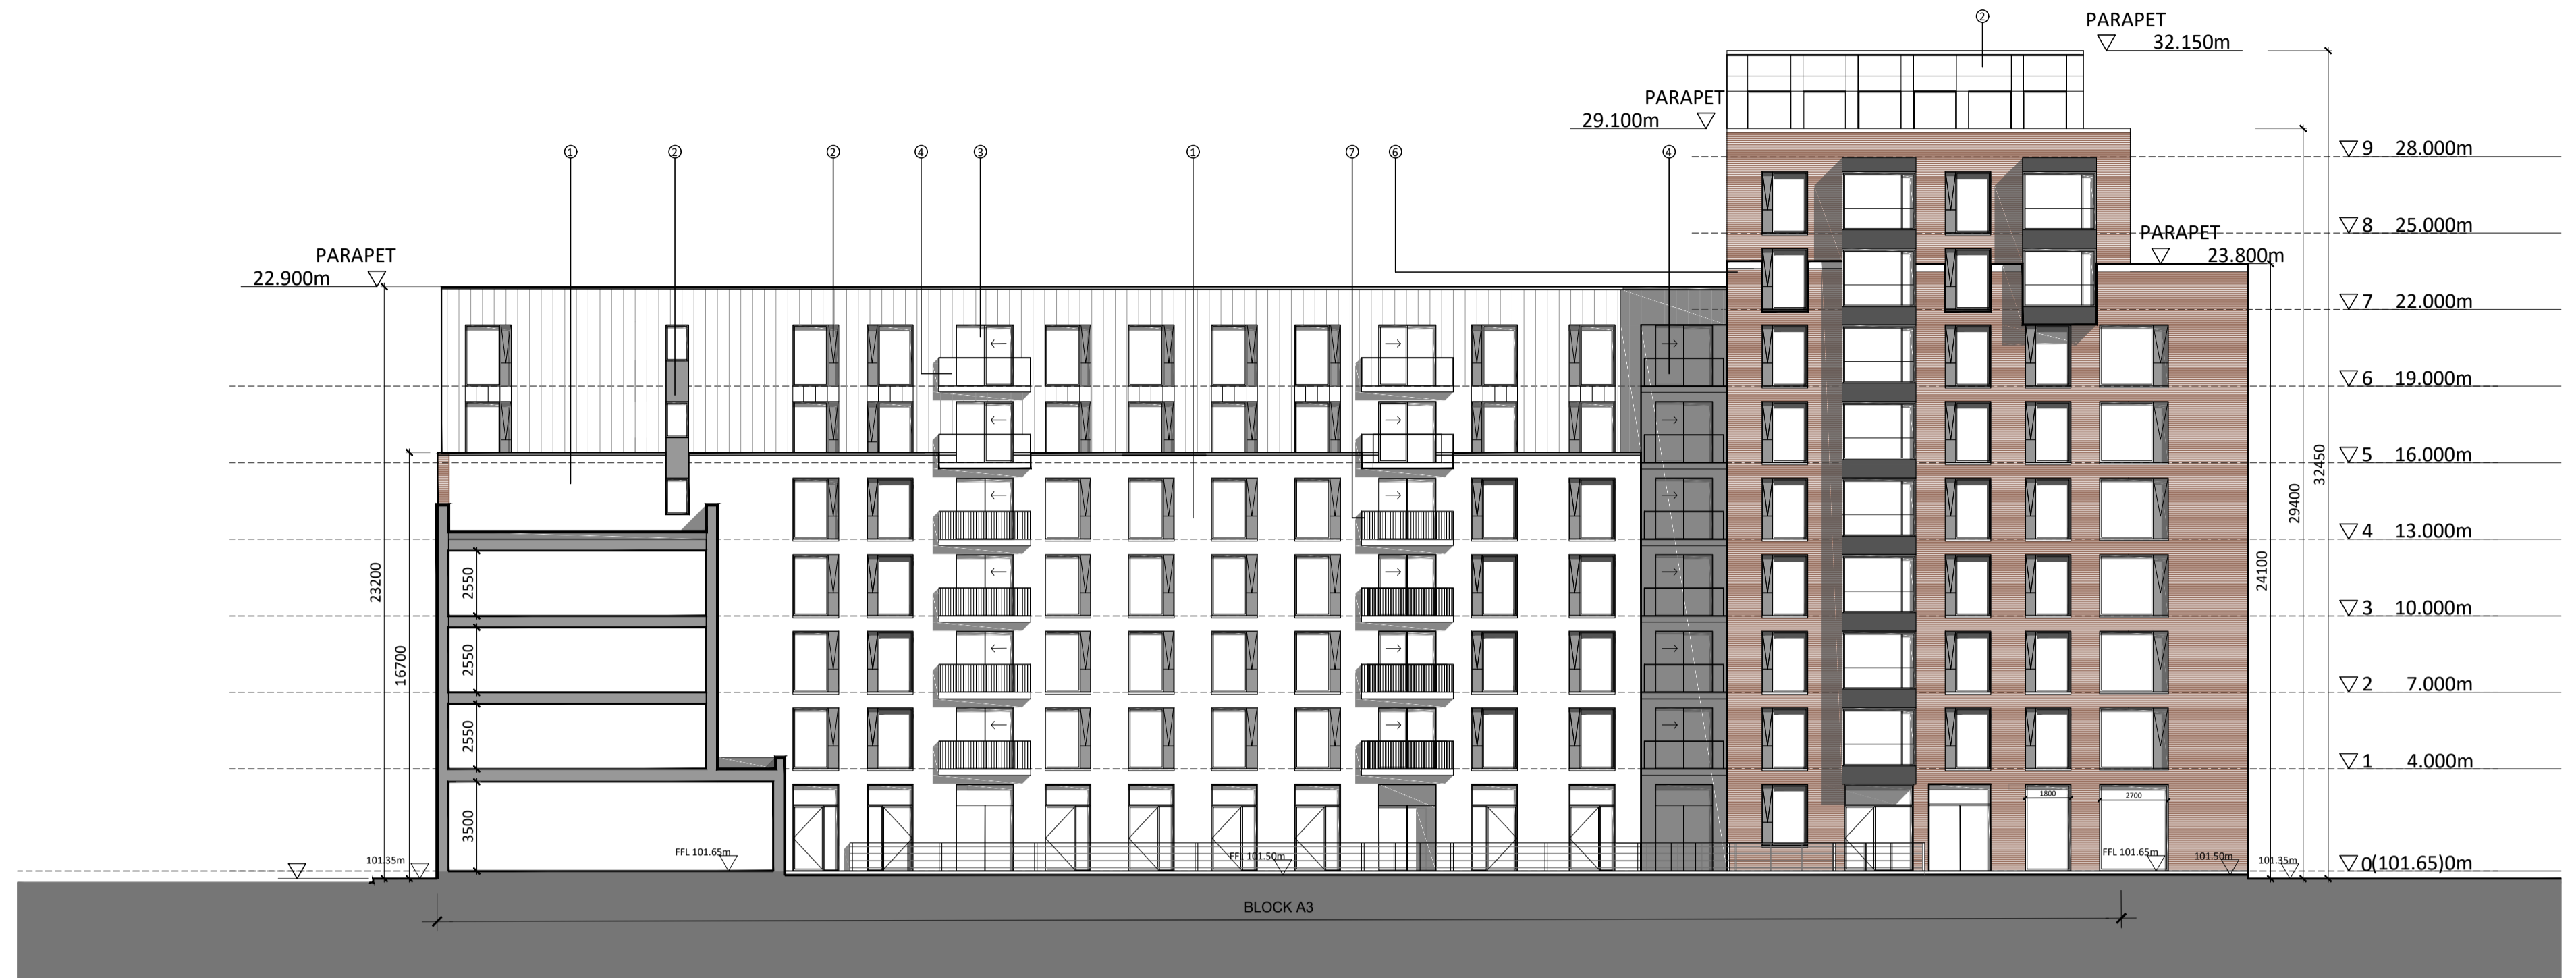 ②
PARAPET
32.150m
PARAPET
29.100m
① ② ② ④ ③ ① ⑦ ⑥ ④
9 28.000m
8 25.000m
PARAPET
23.800m
PARAPET
22.900m
7 22.000m
6 19.000m
5 16.000m
4 13.000m
3 10.000m
2 7.000m
1 4.000m
0(101.65)0m
32450
29400
24100
23200
16700
2550
2550
2550
3500
1800
2700
101.35m
FFL 101.65m
FFL 101.50m
FFL 101.65m
101.50m
101.35m
BLOCK A3